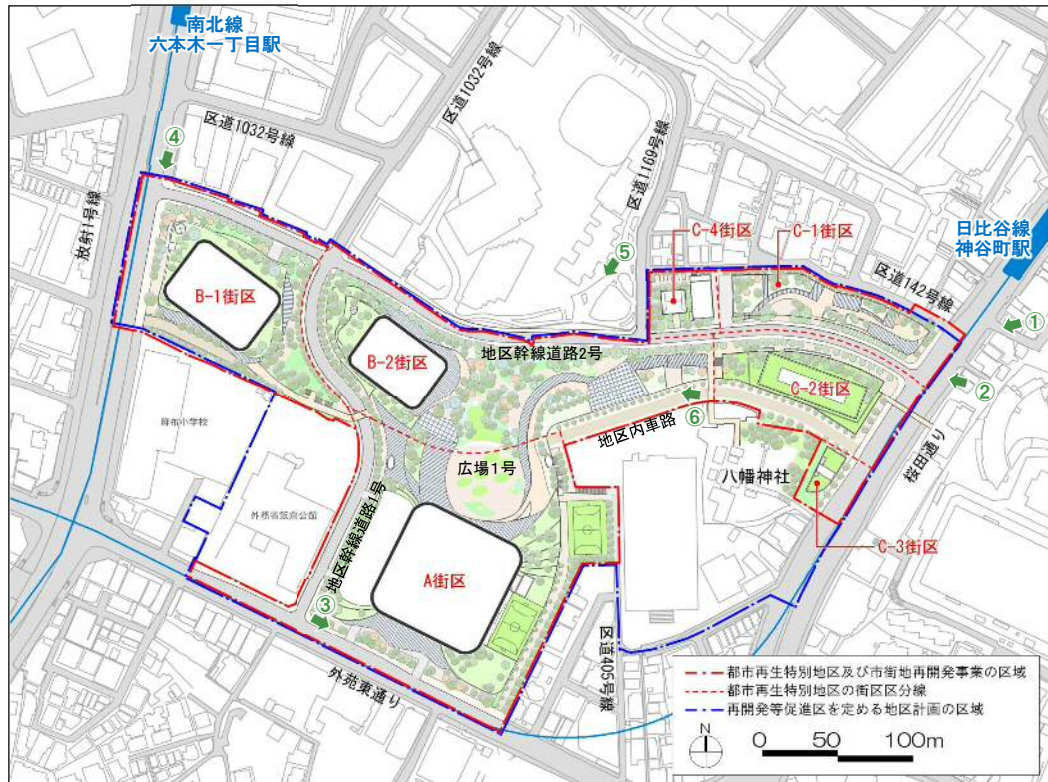 南北線
六本木一丁目駅
区道1032号線
区道1032号線
④
放射1号線
区道1169号線
⑤
日比谷線
神谷町駅
C-4街区
C-1街区
区道142号線
①
②
B-1街区
B-2街区
地区幹線道路2号
C-2街区
⑥
地区内車路
桜田通り
麻布小学校
広場1号
八幡神社
外務省飯倉公館
地区幹線道路1号
A街区
C-3街区
③
区道405号線
外苑東通り
都市再生特別地区及び市街地再開発事業の区域
都市再生特別地区の街区区分線
再開発等促進区を定める地区計画の区域
N
0 50 100m